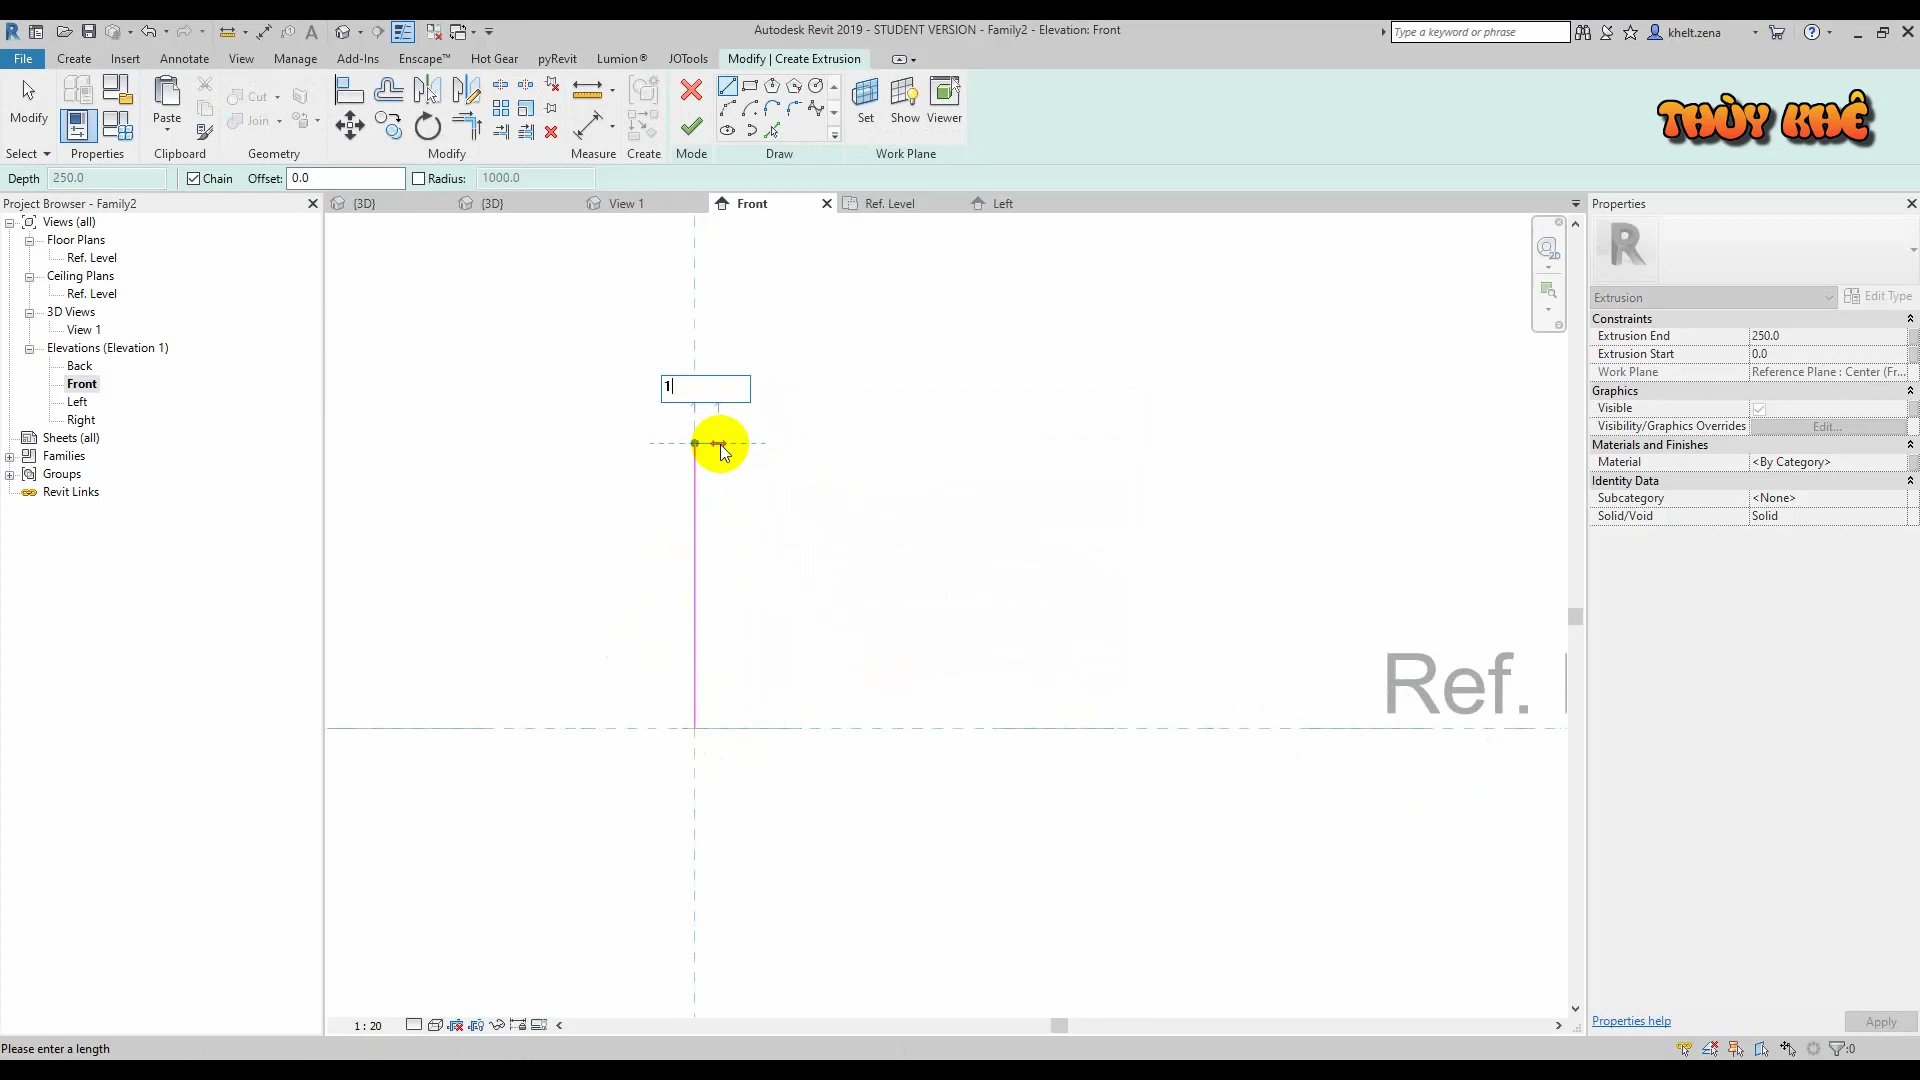 Autodesk Revit 2019 - STUDENT VERSION - Family2 - Elevation: Front
Type a keyword or phrase
khelt.zena
File
Create
Insert
Annotate
View
Manage
Add-Ins
Enscape™
Hot Gear
pyRevit
Lumion®
JOTools
Modify | Create Extrusion
Modify
Paste
Cut
Join
Set
Show
Viewer
THÙY KHÊ
Select
Properties
Clipboard
Geometry
Modify
Measure
Create
Mode
Draw
Work Plane
Depth
250.0
Chain
Offset:
0.0
Radius:
1000.0
Project Browser - Family2
{3D}
{3D}
View 1
Front
Ref. Level
Left
Properties
Views (all)
Floor Plans
Ref. Level
Ceiling Plans
Ref. Level
3D Views
View 1
Elevations (Elevation 1)
Back
Front
Left
Right
Sheets (all)
Families
Groups
Revit Links
1
Ref.
2D
R
Extrusion
Edit Type
Constraints
Extrusion End
250.0
Extrusion Start
0.0
Work Plane
Reference Plane : Center (Fr...
Graphics
Visible
Visibility/Graphics Overrides
Edit...
Materials and Finishes
Material
<By Category>
Identity Data
Subcategory
<None>
Solid/Void
Solid
Properties help
Apply
1 : 20
Please enter a length
:0